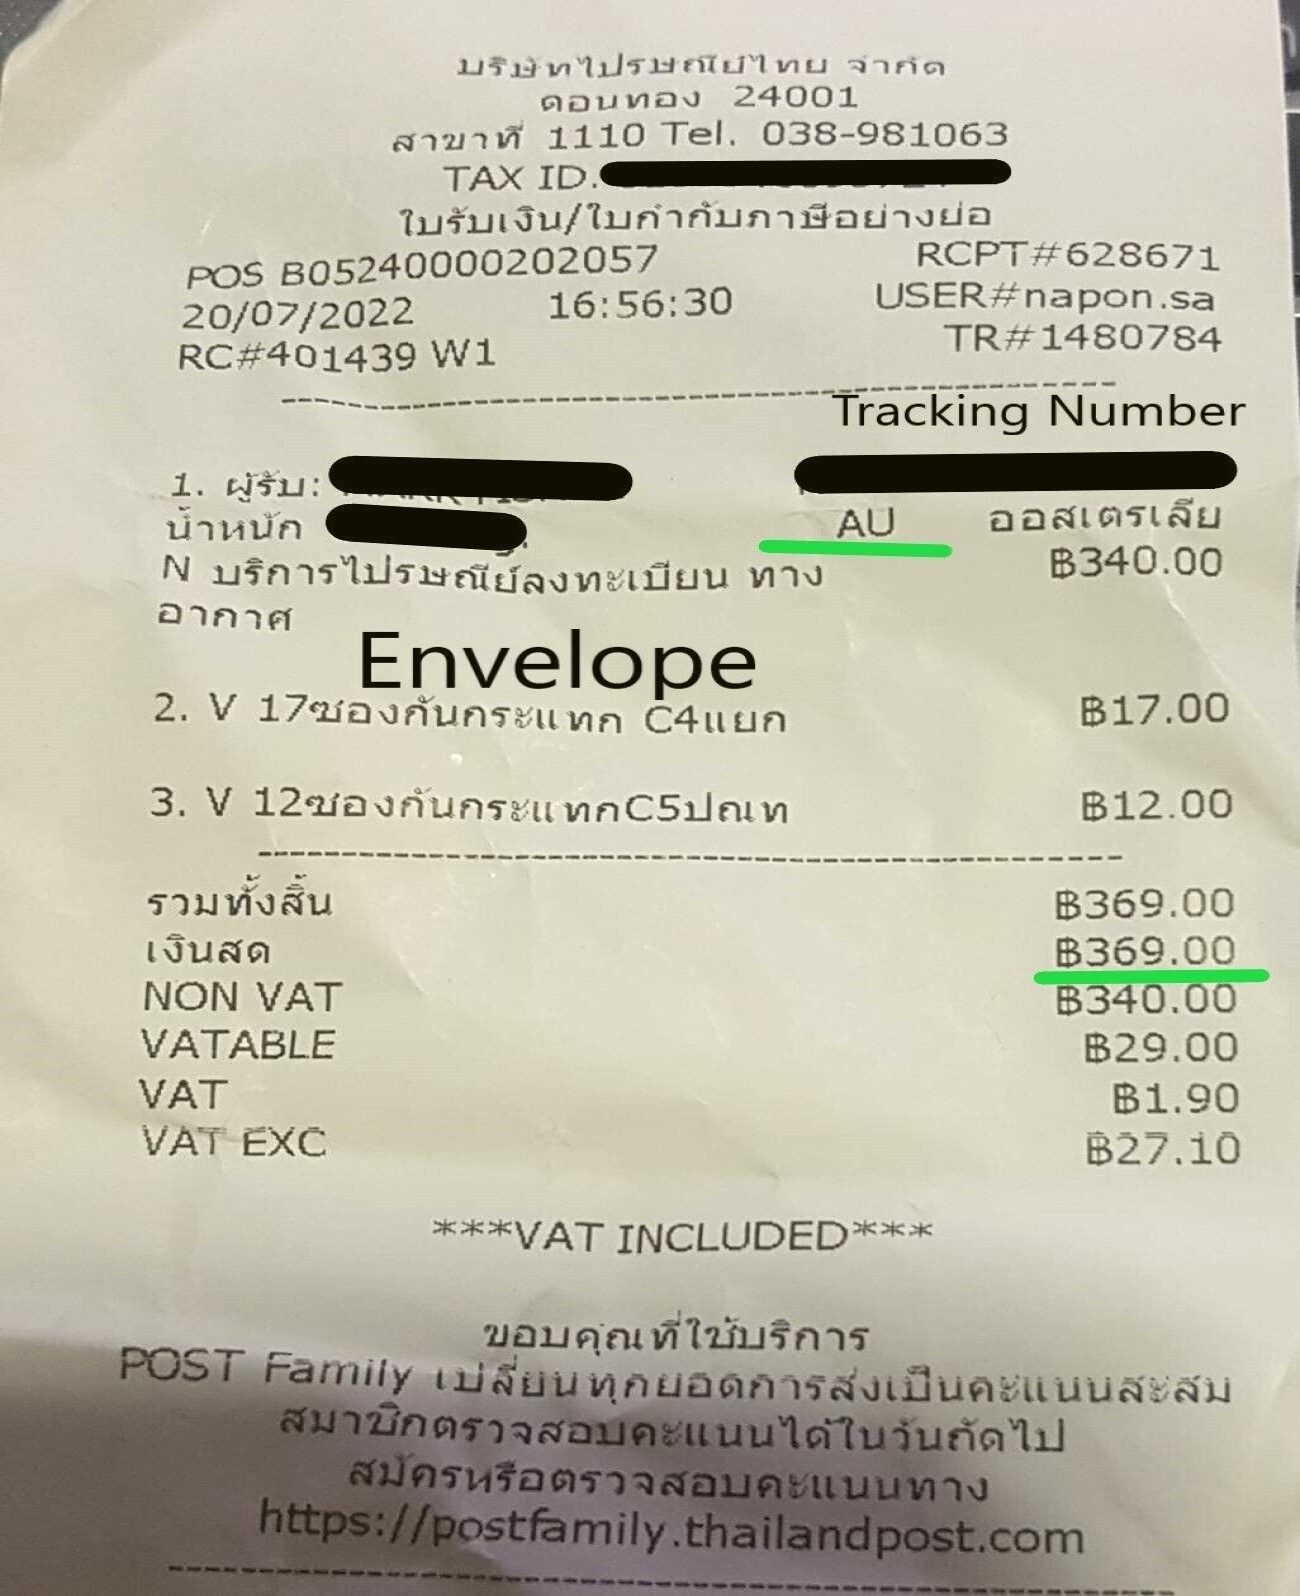 บริษัทไปรษณีย์ไทย จำกัด
ดอนทอง 24001
สาขาที่ 1110 Tel. 038-981063
TAX ID.
ใบรับเงิน/ใบกำกับภาษีอย่างย่อ
POS B05240000202057 RCPT#628671
20/07/2022 16:56:30 USER#napon.sa
RC#401439 W1 TR#1480784
Tracking Number
1. ผู้รับ:
น้ำหนัก AU ออสเตรเลีย
N บริการไปรษณีย์ลงทะเบียน ทาง ฿340.00
อากาศ
Envelope
2. V 17ซองกันกระแทก C4แยก ฿17.00
3. V 12ซองกันกระแทกC5ปณท ฿12.00
รวมทั้งสิ้น ฿369.00
เงินสด ฿369.00
NON VAT ฿340.00
VATABLE ฿29.00
VAT ฿1.90
VAT EXC ฿27.10
***VAT INCLUDED***
ขอบคุณที่ใช้บริการ
POST Family เปลี่ยนทุกยอดการส่งเป็นคะแนนสะสม
สมาชิกตรวจสอบคะแนนได้ในวันถัดไป
สมัครหรือตรวจสอบคะแนนทาง
https://postfamily.thailandpost.com